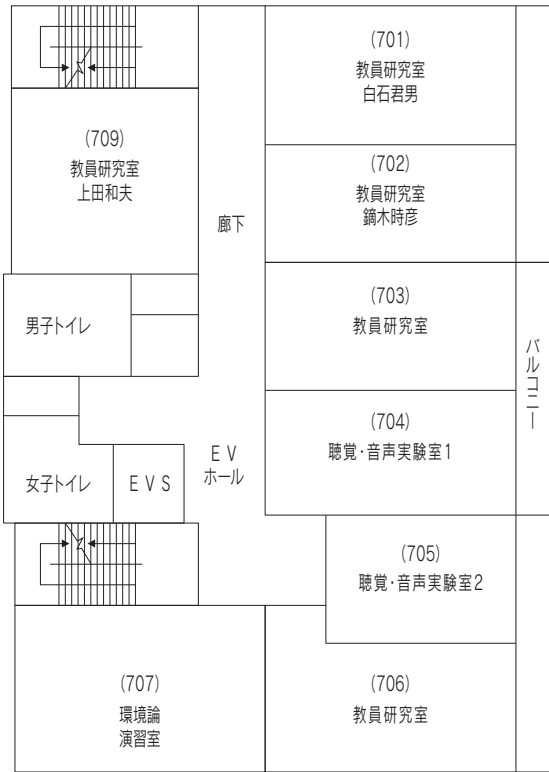 (701)
教員研究室
白石君男
(709)
教員研究室
上田和夫
(702)
教員研究室
鏑木時彦
廊下
(703)
教員研究室
男子トイレ
バルコニー
(704)
聴覚・音声実験室1
EV
ホール
女子トイレ
EVS
(705)
聴覚・音声実験室2
(707)
環境論
演習室
(706)
教員研究室